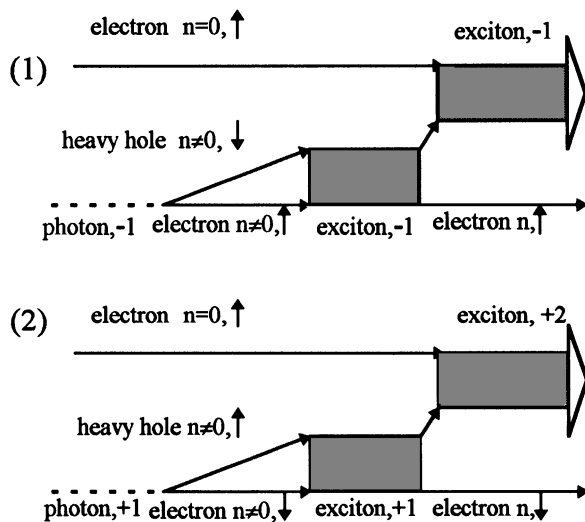 electron n=0,↑ exciton,-1
(1)
heavy hole n≠0,↓
photon,-1 electron n≠0,↑ exciton,-1 electron n,↑
(2) electron n=0,↑ exciton, +2
heavy hole n≠0,↑
photon,+1 electron n≠0,↓ exciton,+1 electron n,↓